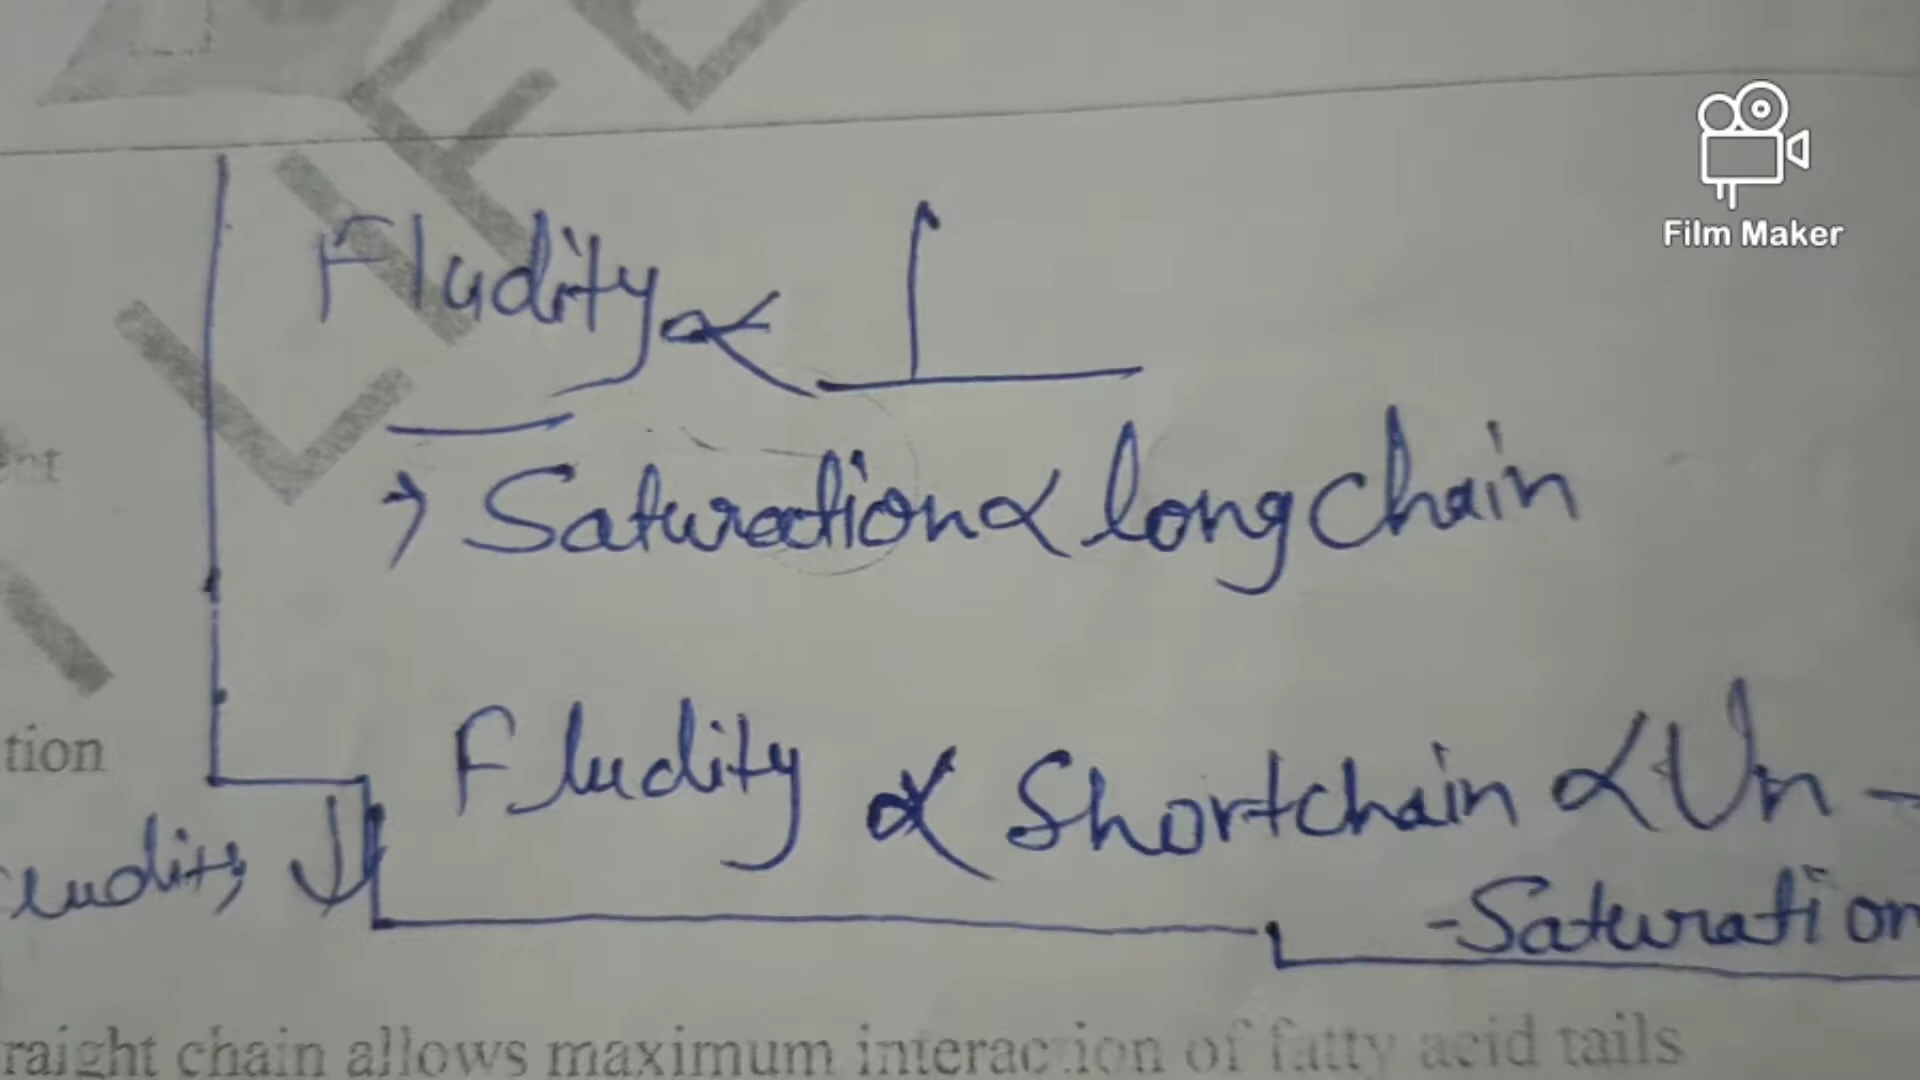 Film Maker
Fludity ∝ 1
→ Saturation ∝ long chain
Fludity ∝ Shortchain ∝ Un -
-Saturation
tion
raight chain allows maximum interaction of fatty acid tails